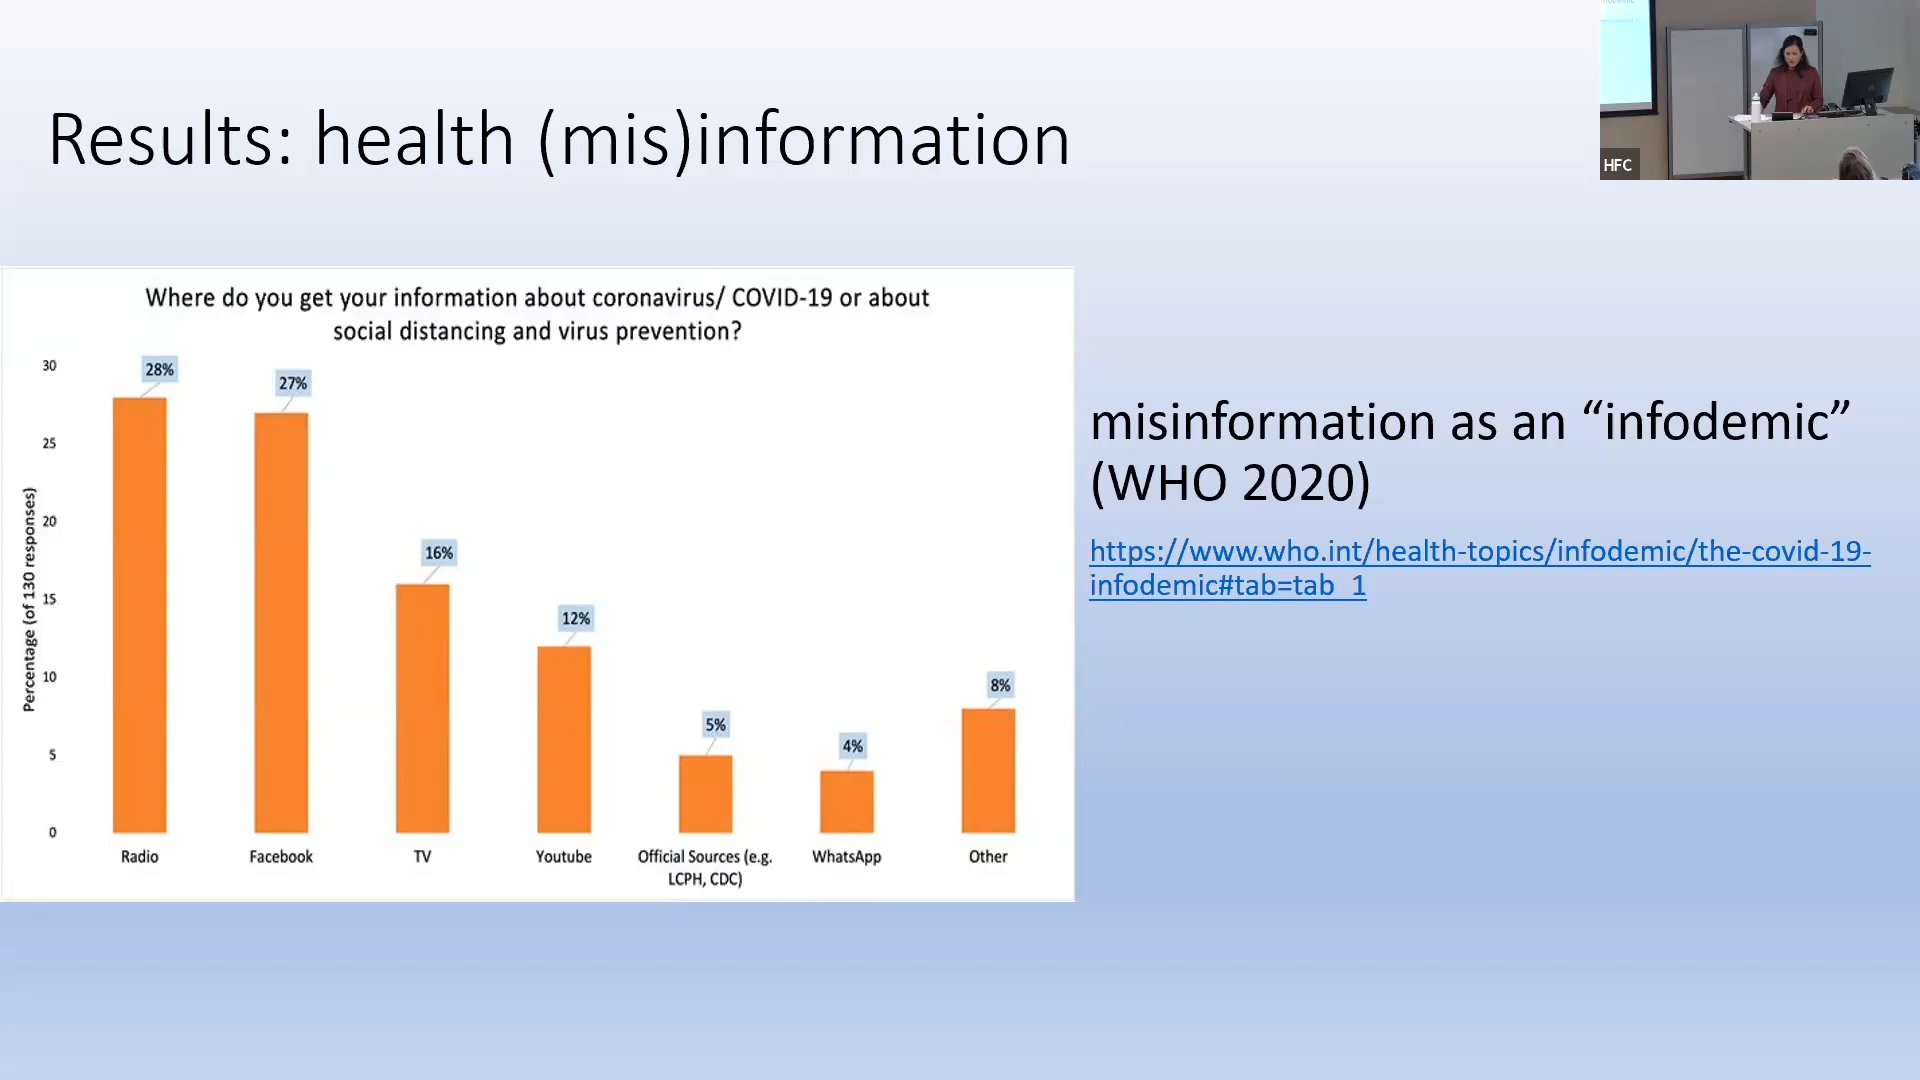 Results: health (mis)information
HFC
Where do you get your information about coronavirus/ COVID-19 or about
social distancing and virus prevention?
Percentage (of 130 responses)
30
25
20
15
10
5
0
28%
27%
16%
12%
5%
4%
8%
Radio
Facebook
TV
Youtube
Official Sources (e.g.
LCPH, CDC)
WhatsApp
Other
misinformation as an “infodemic”
(WHO 2020)
https://www.who.int/health-topics/infodemic/the-covid-19-
infodemic#tab=tab_1